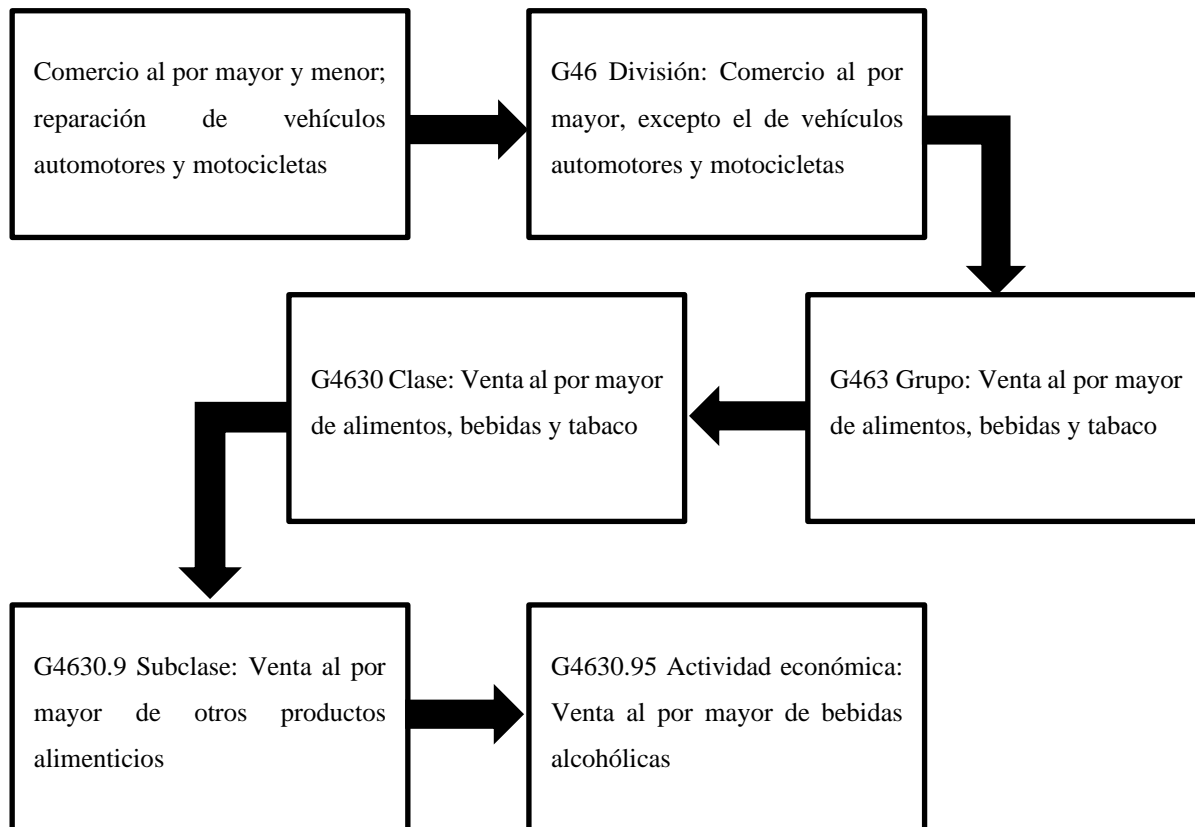 Comercio al por mayor y menor;
reparación de vehículos
automotores y motocicletas
G46 División: Comercio al por
mayor, excepto el de vehículos
automotores y motocicletas
G463 Grupo: Venta al por mayor
de alimentos, bebidas y tabaco
G4630 Clase: Venta al por mayor
de alimentos, bebidas y tabaco
G4630.9 Subclase: Venta al por
mayor de otros productos
alimenticios
G4630.95 Actividad económica:
Venta al por mayor de bebidas
alcohólicas